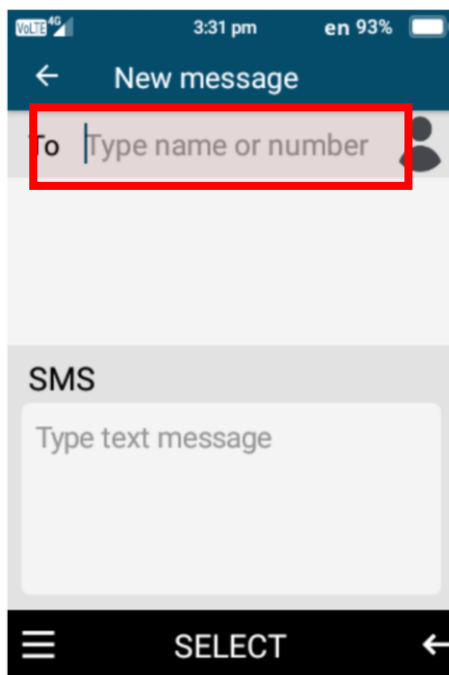 VoLTE 4G 3:31 pm en 93%
New message
To Type name or number
SMS
Type text message
SELECT